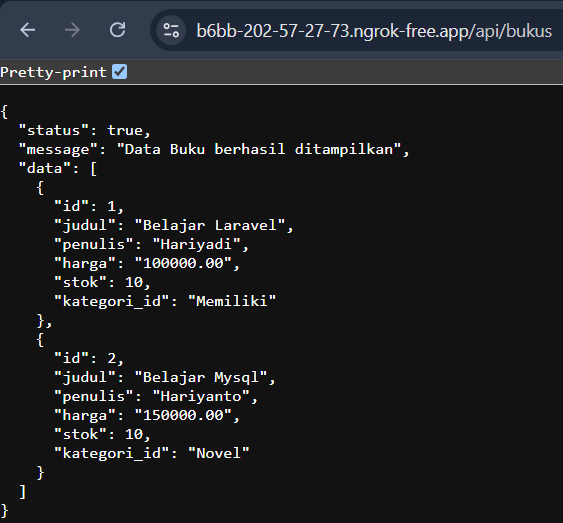 b6bb-202-57-27-73.ngrok-free.app/api/bukus
Pretty-print
{
"status": true,
"message": "Data Buku berhasil ditampilkan",
"data": [
{
"id": 1,
"judul": "Belajar Laravel",
"penulis": "Hariyadi",
"harga": "100000.00",
"stok": 10,
"kategori_id": "Memiliki"
},
{
"id": 2,
"judul": "Belajar Mysql",
"penulis": "Hariyanto",
"harga": "150000.00",
"stok": 10,
"kategori_id": "Novel"
}
]
}